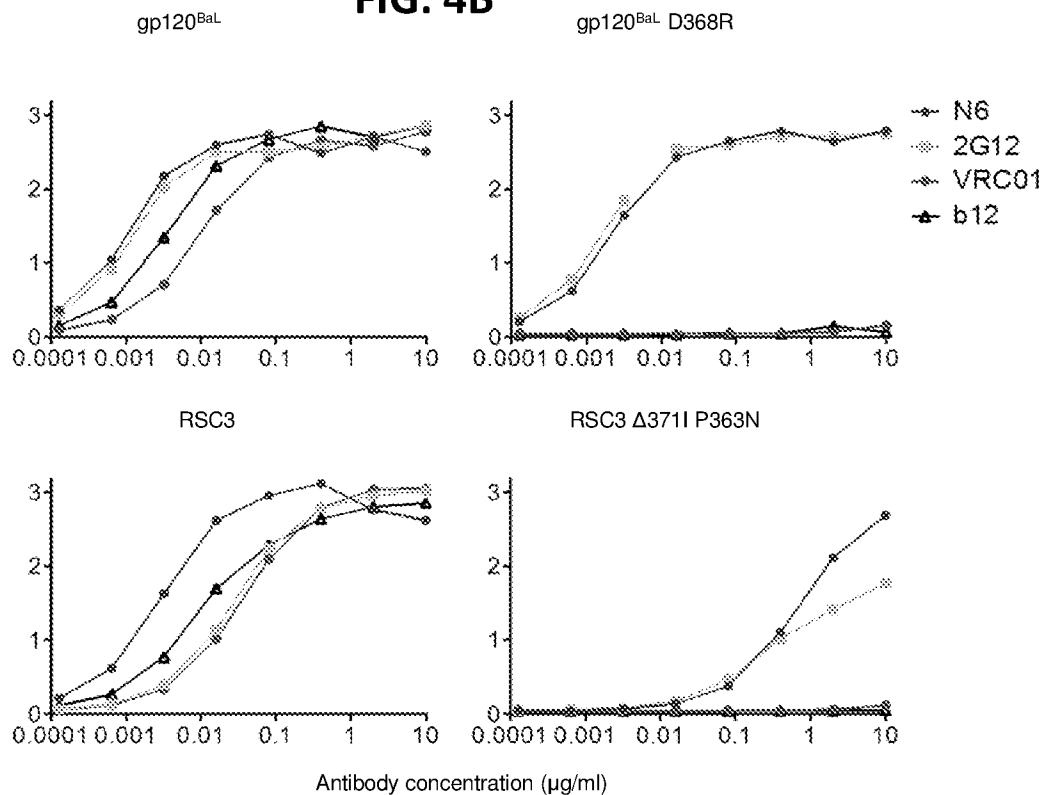 FIG. 4B
gp120BaL
gp120BaL D368R
3
2
1
0
0.0001 0.001 0.01 0.1 1 10
3
2
1
0
0.0001 0.001 0.01 0.1 1 10
N6
2G12
VRC01
b12
RSC3
RSC3 Δ371I P363N
3
2
1
0
0.0001 0.001 0.01 0.1 1 10
3
2
1
0
0.0001 0.001 0.01 0.1 1 10
Antibody concentration (µg/ml)